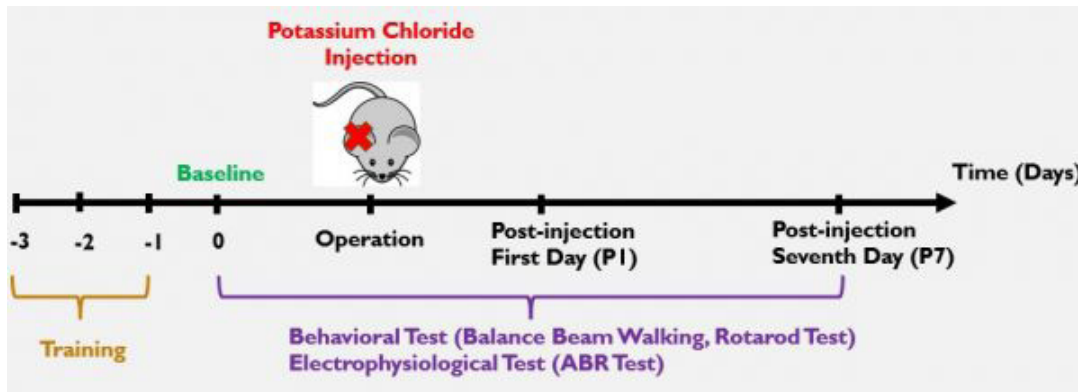 Potassium Chloride
Injection
Baseline
Time (Days)
-3
-2
-1
0
Operation
Post-injection
First Day (P1)
Post-injection
Seventh Day (P7)
Training
Behavioral Test (Balance Beam Walking, Rotarod Test)
Electrophysiological Test (ABR Test)